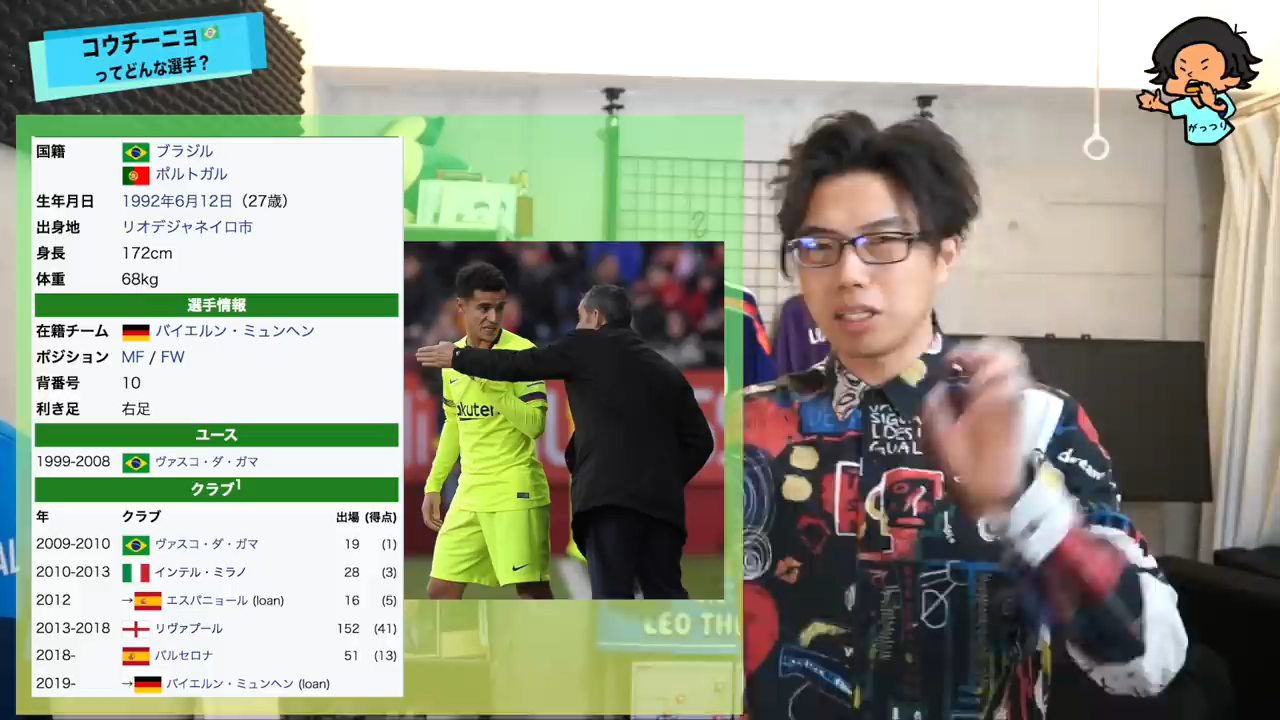 コウチーニョ
ってどんな選手？
がっつり
国籍 ブラジル
ポルトガル
生年月日 1992年6月12日（27歳）
出身地 リオデジャネイロ市
身長 172cm
体重 68kg
選手情報
在籍チーム バイエルン・ミュンヘン
ポジション MF / FW
背番号 10
利き足 右足
ユース
1999-2008 ヴァスコ・ダ・ガマ
クラブ1
年 クラブ 出場 (得点)
2009-2010 ヴァスコ・ダ・ガマ 19 (1)
2010-2013 インテル・ミラノ 28 (3)
2012 →エスパニョール (loan) 16 (5)
2013-2018 リヴァプール 152 (41)
2018- バルセロナ 51 (13)
2019- →バイエルン・ミュンヘン (loan)
LEO THE